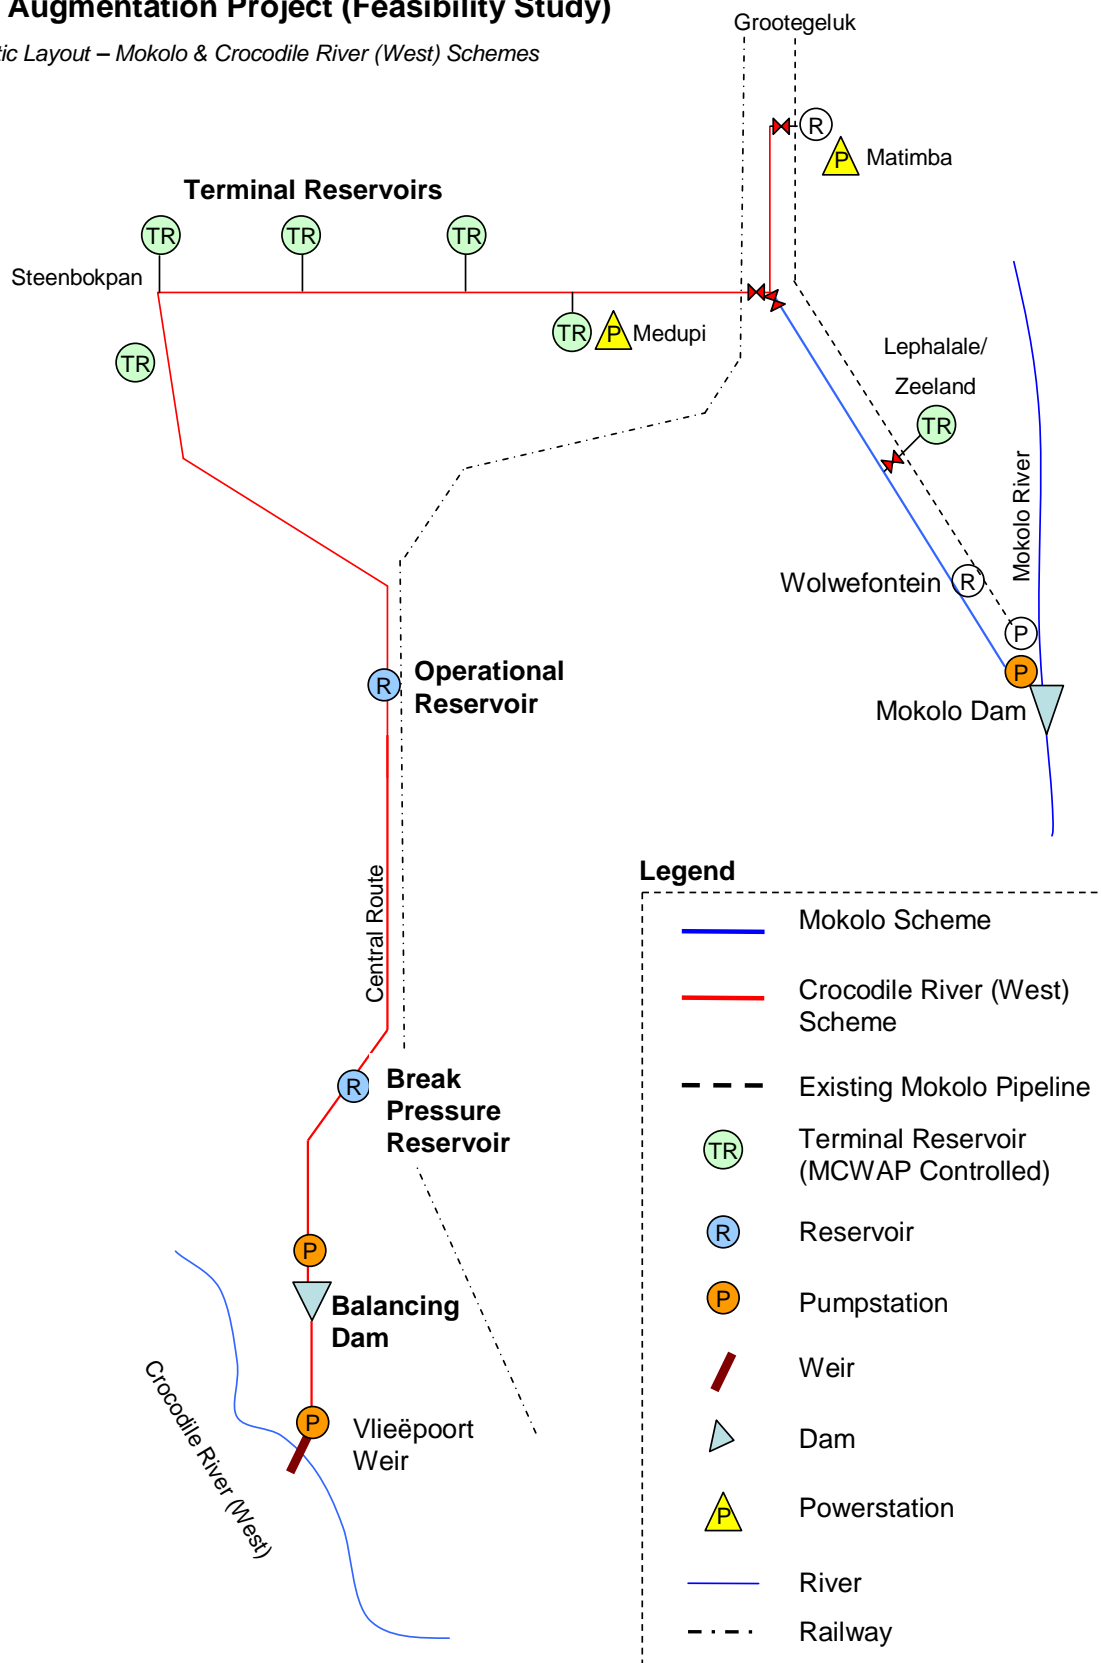 Augmentation Project (Feasibility Study)
tic Layout – Mokolo & Crocodile River (West) Schemes
Grootegeluk
R
P
Matimba
Terminal Reservoirs
TR
TR
TR
Steenbokpan
TR
P
Medupi
TR
Lephalale/
Zeeland
TR
Mokolo River
Wolwefontein
R
P
P
Mokolo Dam
R
Operational
Reservoir
Central Route
R
Break
Pressure
Reservoir
P
Balancing
Dam
P
Vlieëpoort
Weir
Crocodile River (West)
Legend
Mokolo Scheme
Crocodile River (West)
Scheme
Existing Mokolo Pipeline
TR
Terminal Reservoir
(MCWAP Controlled)
R
Reservoir
P
Pumpstation
Weir
Dam
P
Powerstation
River
Railway